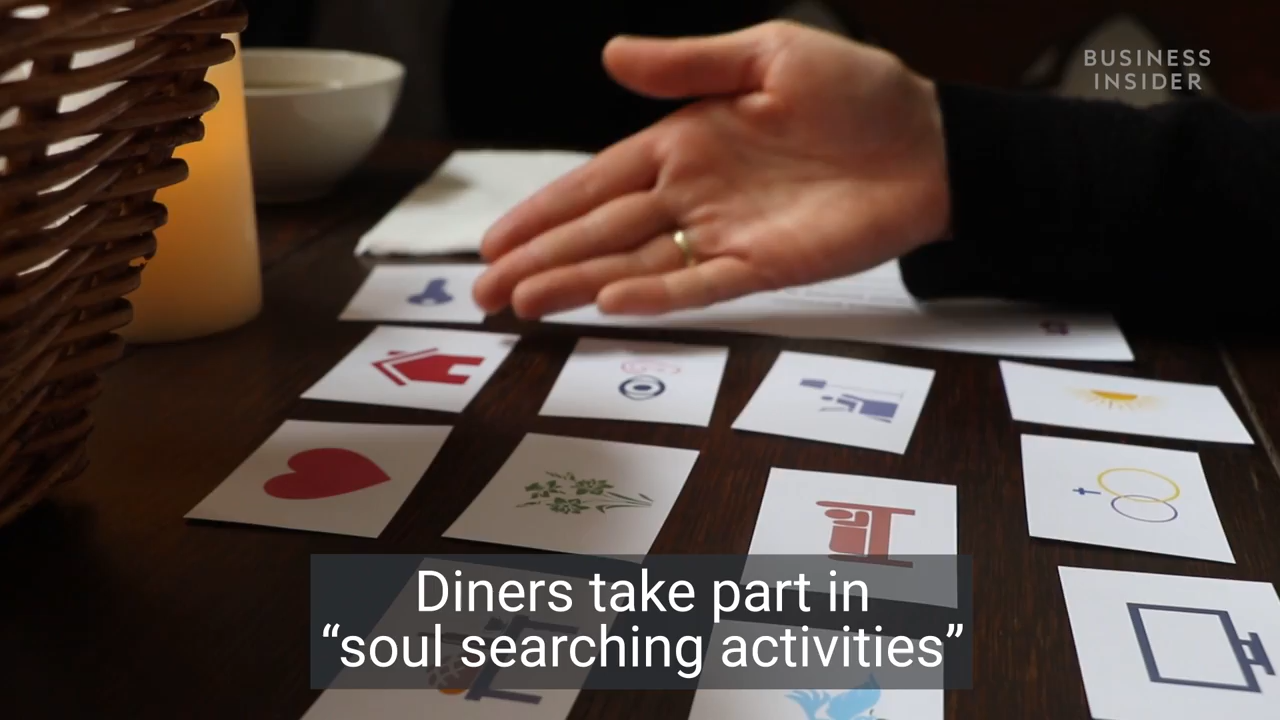 BUSINESS
INSIDER
Diners take part in
“soul searching activities”